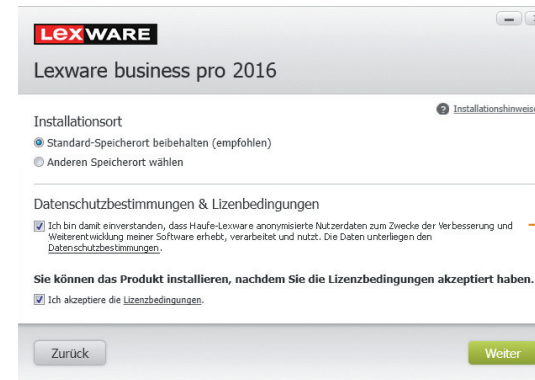 LEXWARE
Lexware business pro 2016
Installationshinweise
Installationsort
Standard-Speicherort beibehalten (empfohlen)
Anderen Speicherort wählen
Datenschutzbestimmungen & Lizenbedingungen
Ich bin damit einverstanden, dass Haufe-Lexware anonymisierte Nutzerdaten zum Zwecke der Verbesserung und
Weiterentwicklung meiner Software erhebt, verarbeitet und nutzt. Die Daten unterliegen den
Datenschutzbestimmungen.
Sie können das Produkt installieren, nachdem Sie die Lizenzbedingungen akzeptiert haben.
Ich akzeptiere die Lizenzbedingungen.
Zurück
Weiter